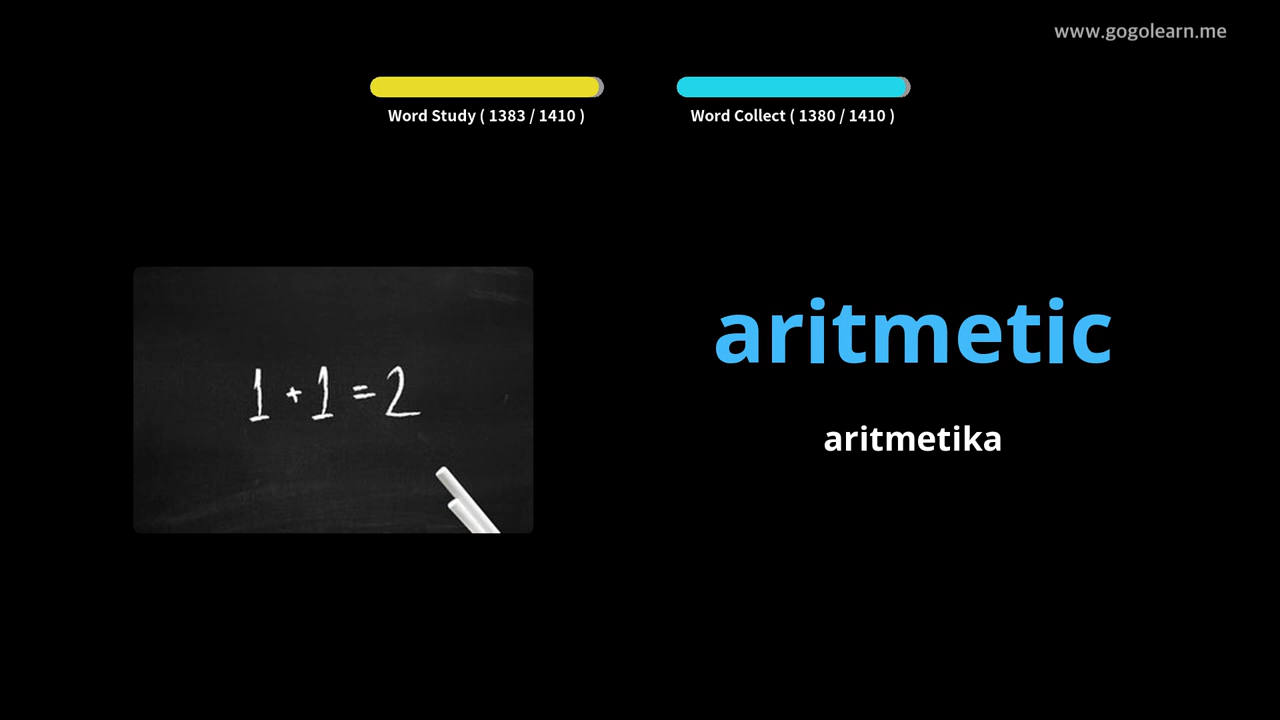 www.gogolearn.me
Word Study ( 1383 / 1410 )
Word Collect ( 1380 / 1410 )
1 + 1 = 2
aritmetic
aritmetika